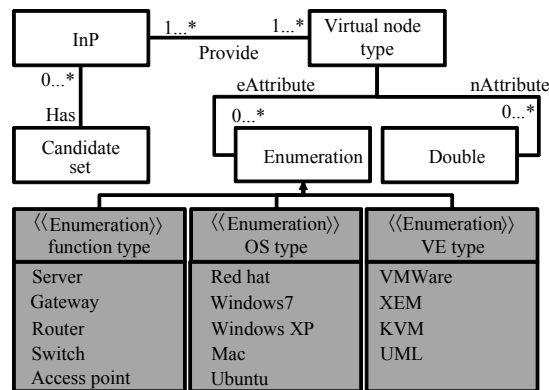 InP
1...*
1...*
Provide
Virtual node
type
0...*
Has
Candidate
set
eAttribute
nAttribute
0...*
0...*
Enumeration
Double
⟨⟨Enumeration⟩⟩
function type
Server
Gateway
Router
Switch
Access point
⟨⟨Enumeration⟩⟩
OS type
Red hat
Windows7
Windows XP
Mac
Ubuntu
⟨⟨Enumeration⟩⟩
VE type
VMWare
XEM
KVM
UML